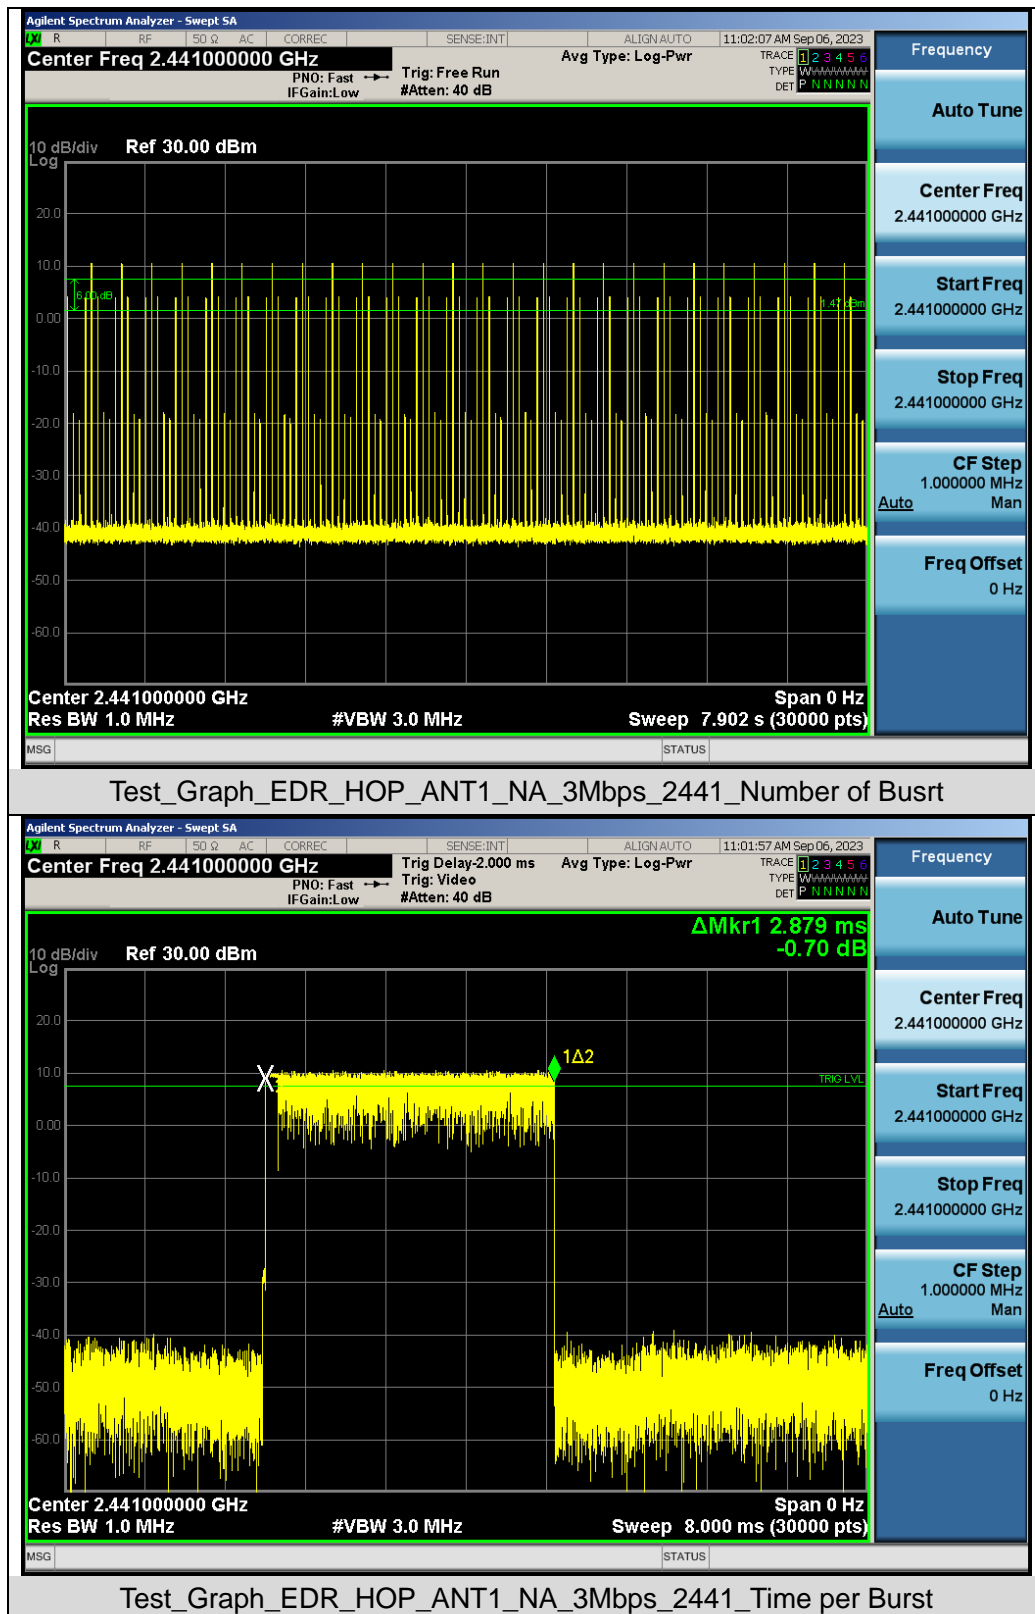 Agilent Spectrum Analyzer - Swept SA
LXI R RF 50 Ω AC CORREC SENSE:INT ALIGN AUTO 11:02:07 AM Sep 06, 2023
Center Freq 2.441000000 GHz
PNO: Fast
IFGain:Low
Trig: Free Run
#Atten: 40 dB
Avg Type: Log-Pwr
TRACE 1 2 3 4 5 6
TYPE
DET P N N N N N
Frequency
Auto Tune
Center Freq
2.441000000 GHz
Start Freq
2.441000000 GHz
Stop Freq
2.441000000 GHz
CF Step
1.000000 MHz
Auto Man
Freq Offset
0 Hz
10 dB/div Ref 30.00 dBm
Log
20.0
10.0
6.00 dB
1.47 dBm
0.00
-10.0
-20.0
-30.0
-40.0
-50.0
-60.0
Center 2.441000000 GHz Span 0 Hz
Res BW 1.0 MHz #VBW 3.0 MHz Sweep 7.902 s (30000 pts)
MSG STATUS
Test_Graph_EDR_HOP_ANT1_NA_3Mbps_2441_Number of Busrt
Agilent Spectrum Analyzer - Swept SA
LXI R RF 50 Ω AC CORREC SENSE:INT ALIGN AUTO 11:01:57 AM Sep 06, 2023
Center Freq 2.441000000 GHz
PNO: Fast
IFGain:Low
Trig Delay-2.000 ms
Trig: Video
#Atten: 40 dB
Avg Type: Log-Pwr
TRACE 1 2 3 4 5 6
TYPE
DET P N N N N N
Frequency
Auto Tune
Center Freq
2.441000000 GHz
Start Freq
2.441000000 GHz
Stop Freq
2.441000000 GHz
CF Step
1.000000 MHz
Auto Man
Freq Offset
0 Hz
ΔMkr1 2.879 ms
-0.70 dB
10 dB/div Ref 30.00 dBm
Log
20.0
1Δ2
10.0
TRIG LVL
0.00
-10.0
-20.0
-30.0
-40.0
-50.0
-60.0
Center 2.441000000 GHz Span 0 Hz
Res BW 1.0 MHz #VBW 3.0 MHz Sweep 8.000 ms (30000 pts)
MSG STATUS
Test_Graph_EDR_HOP_ANT1_NA_3Mbps_2441_Time per Burst